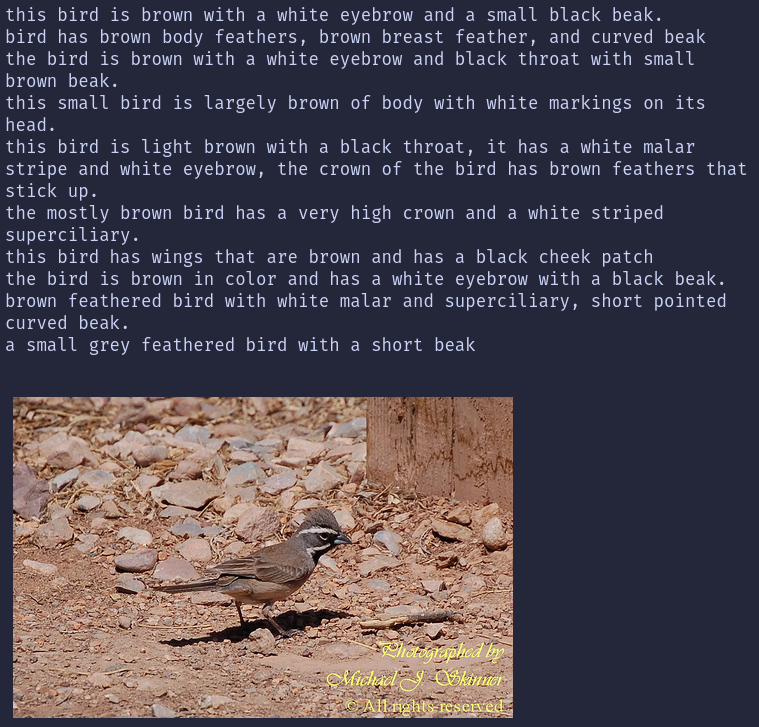 this bird is brown with a white eyebrow and a small black beak.
bird has brown body feathers, brown breast feather, and curved beak
the bird is brown with a white eyebrow and black throat with small
brown beak.
this small bird is largely brown of body with white markings on its
head.
this bird is light brown with a black throat, it has a white malar
stripe and white eyebrow, the crown of the bird has brown feathers that
stick up.
the mostly brown bird has a very high crown and a white striped
superciliary.
this bird has wings that are brown and has a black cheek patch
the bird is brown in color and has a white eyebrow with a black beak.
brown feathered bird with white malar and superciliary, short pointed
curved beak.
a small grey feathered bird with a short beak
Photographed by
Michael J. Skinner
© All rights reserved